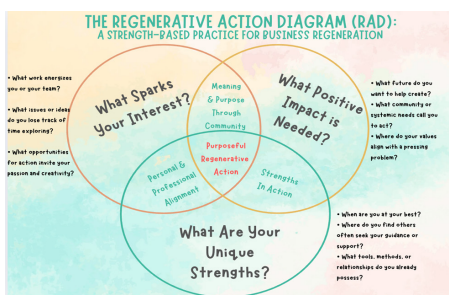 THE REGENERATIVE ACTION DIAGRAM (RAD):
A STRENGTH-BASED PRACTICE FOR BUSINESS REGENERATION
• What work energizes
you or your team?
• What issues or ideas
do you lose track of
time exploring?
• What opportunities
for action invite your
passion and creativity?
What Sparks
Your Interest?
Meaning
& Purpose
Through
Community
What Positive
Impact is
Needed?
• What future do you
want to help create?
• What community or
systemic needs call you
to act?
• Where do your values
align with a pressing
problem?
Purposeful
Regenerative
Action
Personal &
Professional
Alignment
Strengths
In Action
What Are Your
Unique
Strengths?
• When are you at your best?
• Where do you find others
often seek your guidance or
support?
• What tools, methods, or
relationships do you already
possess?